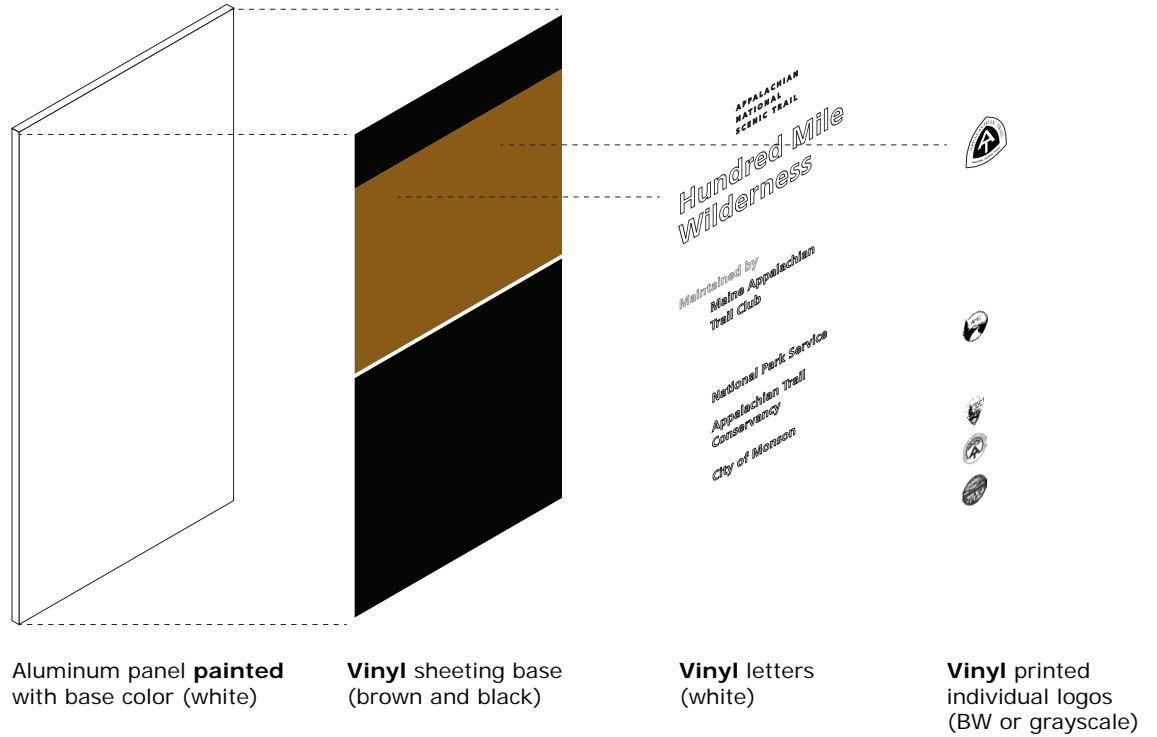 APPALACHIAN
NATIONAL
SCENIC TRAIL
Hundred Mile
Wilderness
Maintained by
Maine Appalachian
Trail Club
National Park Service
Appalachian Trail
Conservancy
City of Monson
Aluminum panel painted
with base color (white)
Vinyl sheeting base
(brown and black)
Vinyl letters
(white)
Vinyl printed
individual logos
(BW or grayscale)